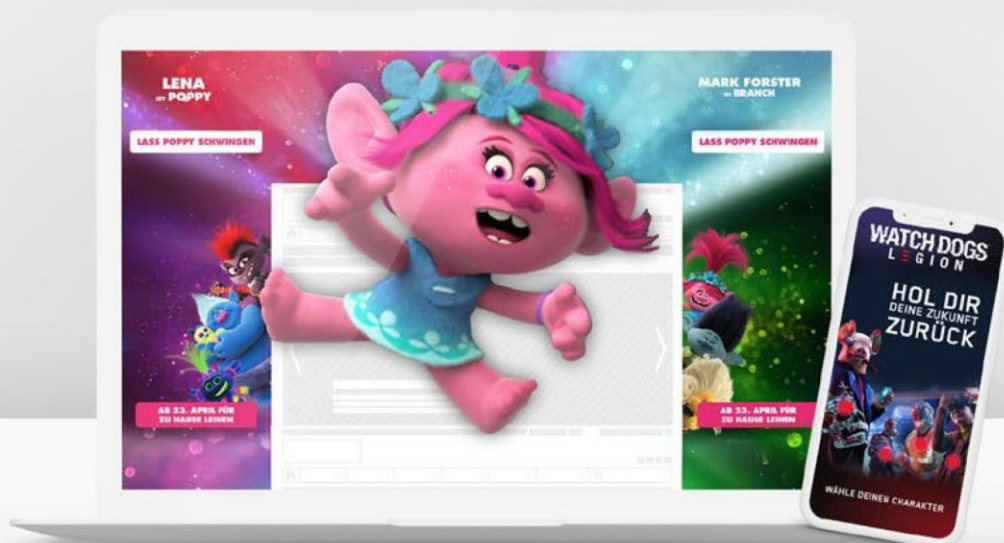 LENA
IST POPPY
LASS POPPY SCHWINGEN
AB 23. APRIL FÜR
ZU HAUSE LEIHEN
MARK FORSTER
IST BRANCH
LASS POPPY SCHWINGEN
AB 23. APRIL FÜR
ZU HAUSE LEIHEN
WATCH DOGS
LEGION
HOL DIR
DEINE ZUKUNFT
ZURÜCK
WÄHLE DEINEN CHARAKTER